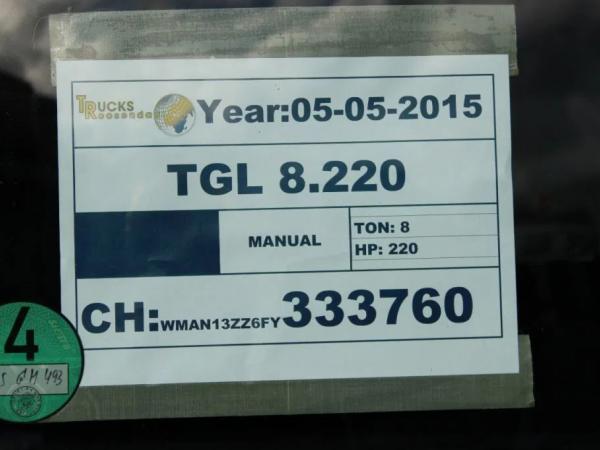 TRUCKS
Roosendaal
Year:05-05-2015
TGL 8.220
MANUAL
TON: 8
HP: 220
CH:WMAN13ZZ6FY333760
4